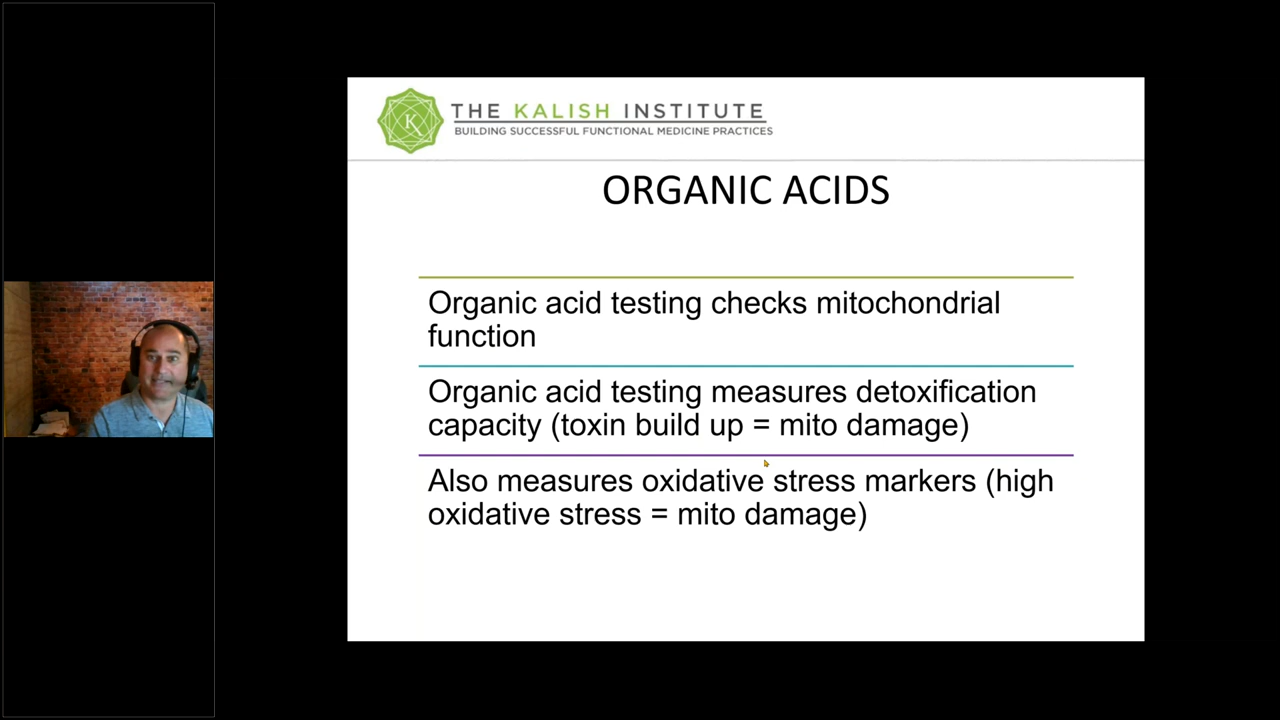 THE KALISH INSTITUTE
BUILDING SUCCESSFUL FUNCTIONAL MEDICINE PRACTICES
K
ORGANIC ACIDS
Organic acid testing checks mitochondrial
function
Organic acid testing measures detoxification
capacity (toxin build up = mito damage)
Also measures oxidative stress markers (high
oxidative stress = mito damage)